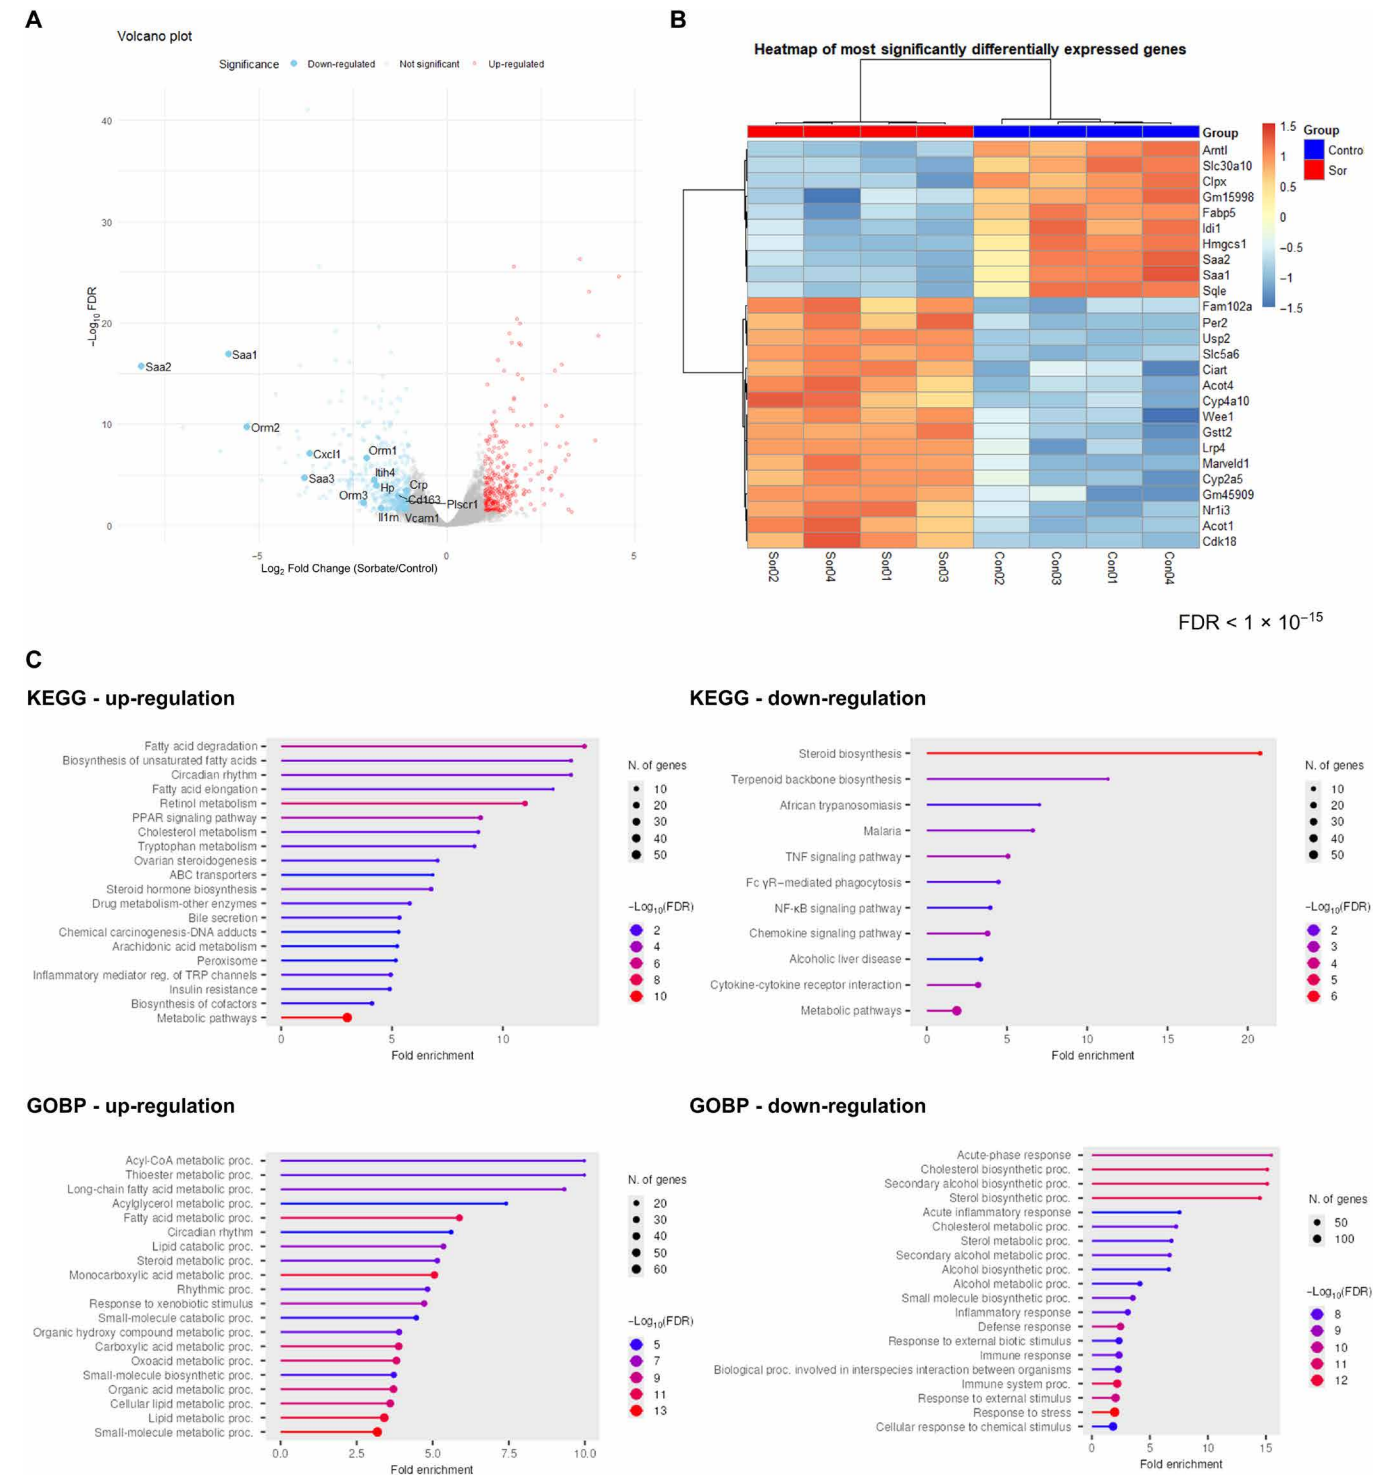 A
Volcano plot
Significance
Down-regulated
Not significant
Up-regulated
−Log10 FDR
40
30
20
10
0
Saa1
Saa2
Orm2
Cxcl1
Orm1
Itih4
Saa3
Hp
Crp
Orm3
Cd163
Plscr1
Il1rn
Vcam1
−5
0
5
Log2 Fold Change (Sorbate/Control)
B
Heatmap of most significantly differentially expressed genes
Group
Arntl
Slc30a10
Clpx
Gm15998
Fabp5
Idi1
Hmgcs1
Saa2
Saa1
Sqle
Fam102a
Per2
Usp2
Slc5a6
Ciart
Acot4
Cyp4a10
Wee1
Gstt2
Lrp4
Marveld1
Cyp2a5
Gm45909
Nr1i3
Acot1
Cdk18
1.5
1
0.5
0
−0.5
−1
−1.5
Group
Contro
Sor
Sor02
Sor04
Sor01
Sor03
Con02
Con03
Con01
Con04
FDR < 1 × 10−15
C
KEGG - up-regulation
Fatty acid degradation
Biosynthesis of unsaturated fatty acids
Circadian rhythm
Fatty acid elongation
Retinol metabolism
PPAR signaling pathway
Cholesterol metabolism
Tryptophan metabolism
Ovarian steroidogenesis
ABC transporters
Steroid hormone biosynthesis
Drug metabolism-other enzymes
Bile secretion
Chemical carcinogenesis-DNA adducts
Arachidonic acid metabolism
Peroxisome
Inflammatory mediator reg. of TRP channels
Insulin resistance
Biosynthesis of cofactors
Metabolic pathways
0
5
10
Fold enrichment
N. of genes
10
20
30
40
50
−Log10(FDR)
2
4
6
8
10
KEGG - down-regulation
Steroid biosynthesis
Terpenoid backbone biosynthesis
African trypanosomiasis
Malaria
TNF signaling pathway
Fc γR−mediated phagocytosis
NF-κB signaling pathway
Chemokine signaling pathway
Alcoholic liver disease
Cytokine-cytokine receptor interaction
Metabolic pathways
0
5
10
15
20
Fold enrichment
N. of genes
10
20
30
40
50
−Log10(FDR)
2
3
4
5
6
GOBP - up-regulation
Acyl-CoA metabolic proc.
Thioester metabolic proc.
Long-chain fatty acid metabolic proc.
Acylglycerol metabolic proc.
Fatty acid metabolic proc.
Circadian rhythm
Lipid catabolic proc.
Steroid metabolic proc.
Monocarboxylic acid metabolic proc.
Rhythmic proc.
Response to xenobiotic stimulus
Small-molecule catabolic proc.
Organic hydroxy compound metabolic proc.
Carboxylic acid metabolic proc.
Oxoacid metabolic proc.
Small-molecule biosynthetic proc.
Organic acid metabolic proc.
Cellular lipid metabolic proc.
Lipid metabolic proc.
Small-molecule metabolic proc.
0.0
2.5
5.0
7.5
10.0
Fold enrichment
N. of genes
20
30
40
50
60
−Log10(FDR)
5
7
9
11
13
GOBP - down-regulation
Acute-phase response
Cholesterol biosynthetic proc.
Secondary alcohol biosynthetic proc.
Sterol biosynthetic proc.
Acute inflammatory response
Cholesterol metabolic proc.
Sterol metabolic proc.
Secondary alcohol metabolic proc.
Alcohol biosynthetic proc.
Alcohol metabolic proc.
Small molecule biosynthetic proc.
Inflammatory response
Defense response
Response to external biotic stimulus
Immune response
Biological proc. involved in interspecies interaction between organisms
Immune system proc.
Response to external stimulus
Response to stress
Cellular response to chemical stimulus
0
5
10
15
Fold enrichment
N. of genes
50
100
−Log10(FDR)
8
9
10
11
12